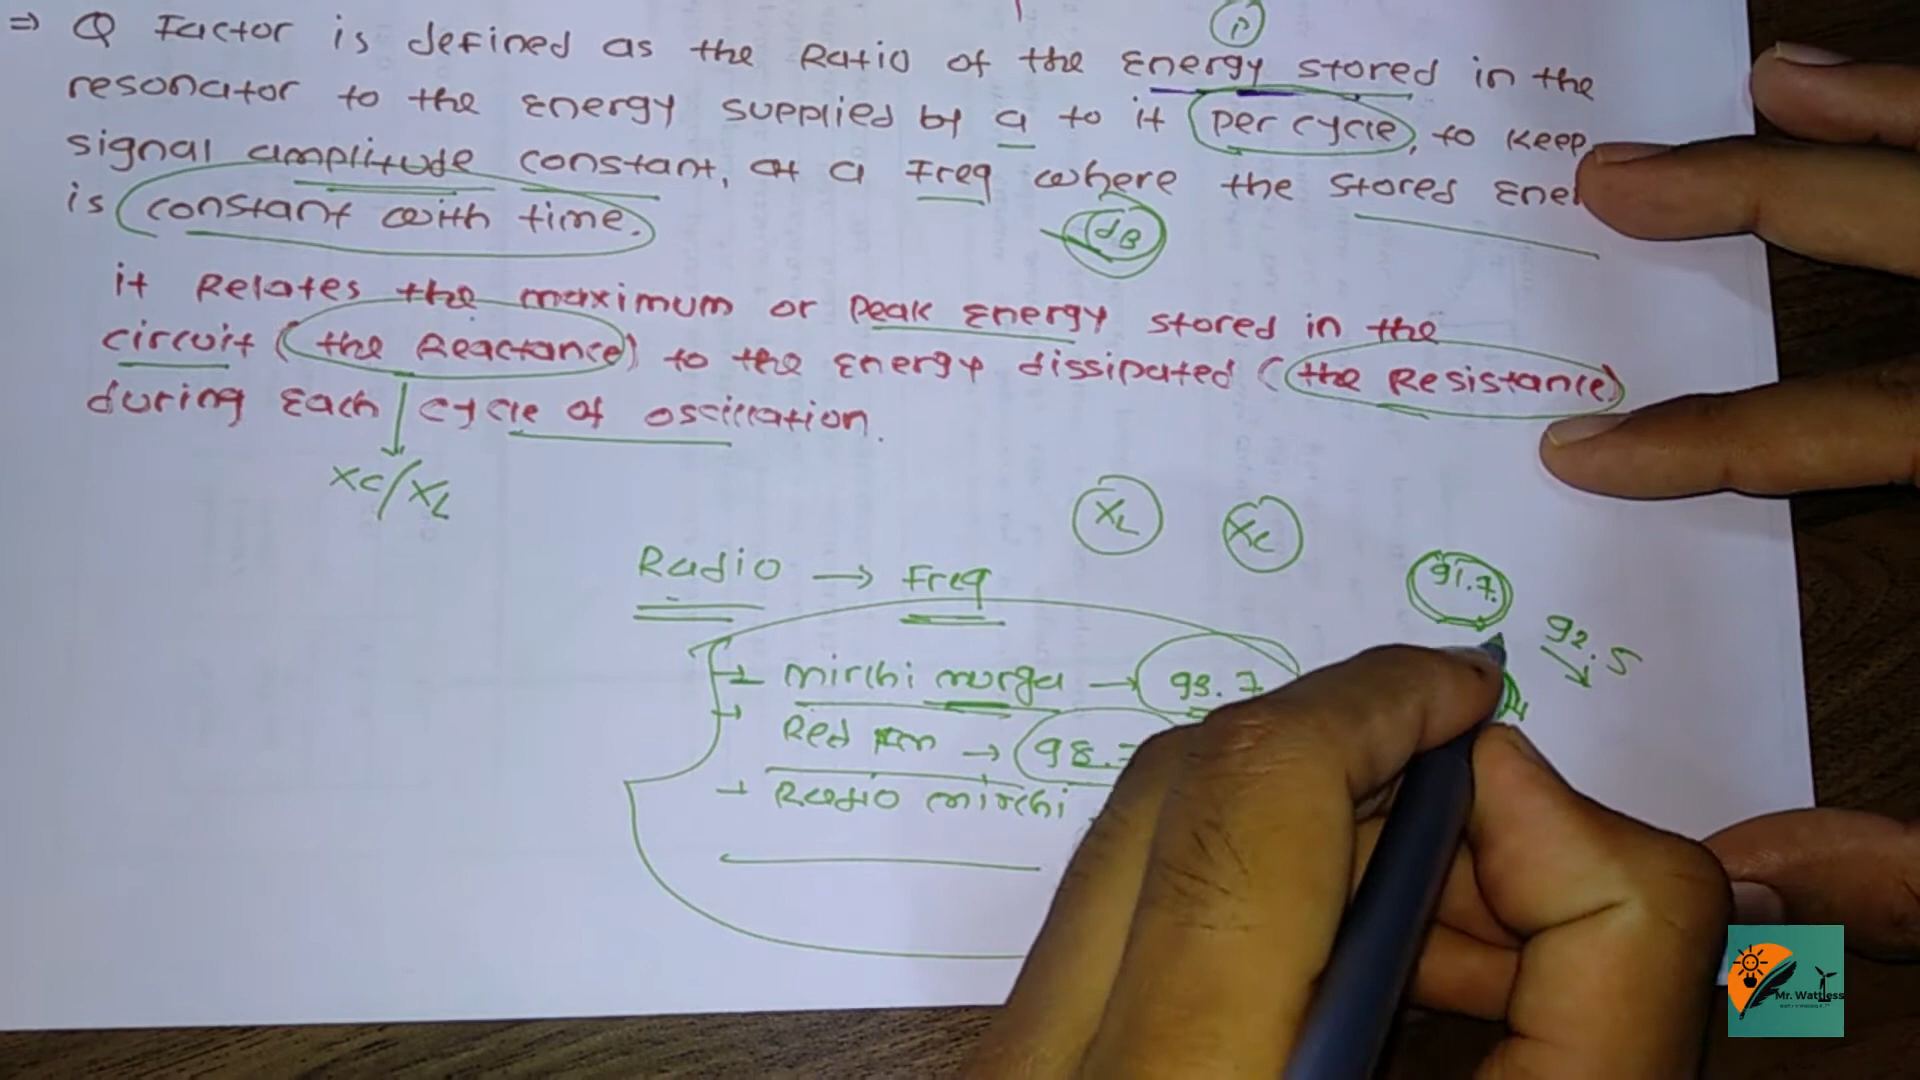 ⇒ Q Factor is defined as the Ratio of the Energy stored in the
resonator to the Energy supplied by a to it per cycle, to keep
signal amplitude constant, at a Freq where the stored Ene
is constant with time.
dB
it Relates the maximum or Peak Energy stored in the
circuit (the Reactance) to the Energy dissipated (the Resistance)
during Each cycle of oscillation.
XC/XL
XL XC
Radio → Freq
91.7
92.5
mirchi murga → 93.7
Red Fm → 98.7
Radio mirchi
Mr. Wattless